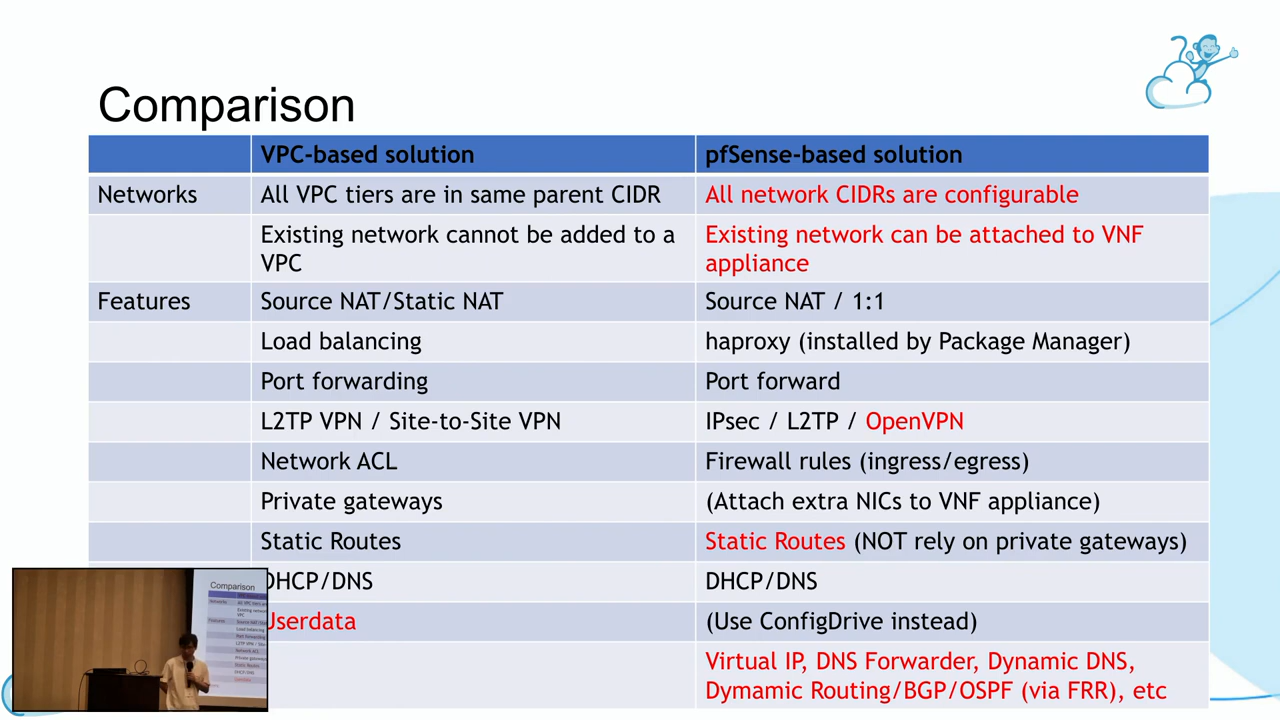 Comparison
VPC-based solution
pfSense-based solution
Networks
All VPC tiers are in same parent CIDR
All network CIDRs are configurable
Existing network cannot be added to a
VPC
Existing network can be attached to VNF
appliance
Features
Source NAT/Static NAT
Source NAT / 1:1
Load balancing
haproxy (installed by Package Manager)
Port forwarding
Port forward
L2TP VPN / Site-to-Site VPN
IPsec / L2TP / OpenVPN
Network ACL
Firewall rules (ingress/egress)
Private gateways
(Attach extra NICs to VNF appliance)
Static Routes
Static Routes (NOT rely on private gateways)
DHCP/DNS
DHCP/DNS
Userdata
(Use ConfigDrive instead)
Virtual IP, DNS Forwarder, Dynamic DNS,
Dymamic Routing/BGP/OSPF (via FRR), etc
Comparison